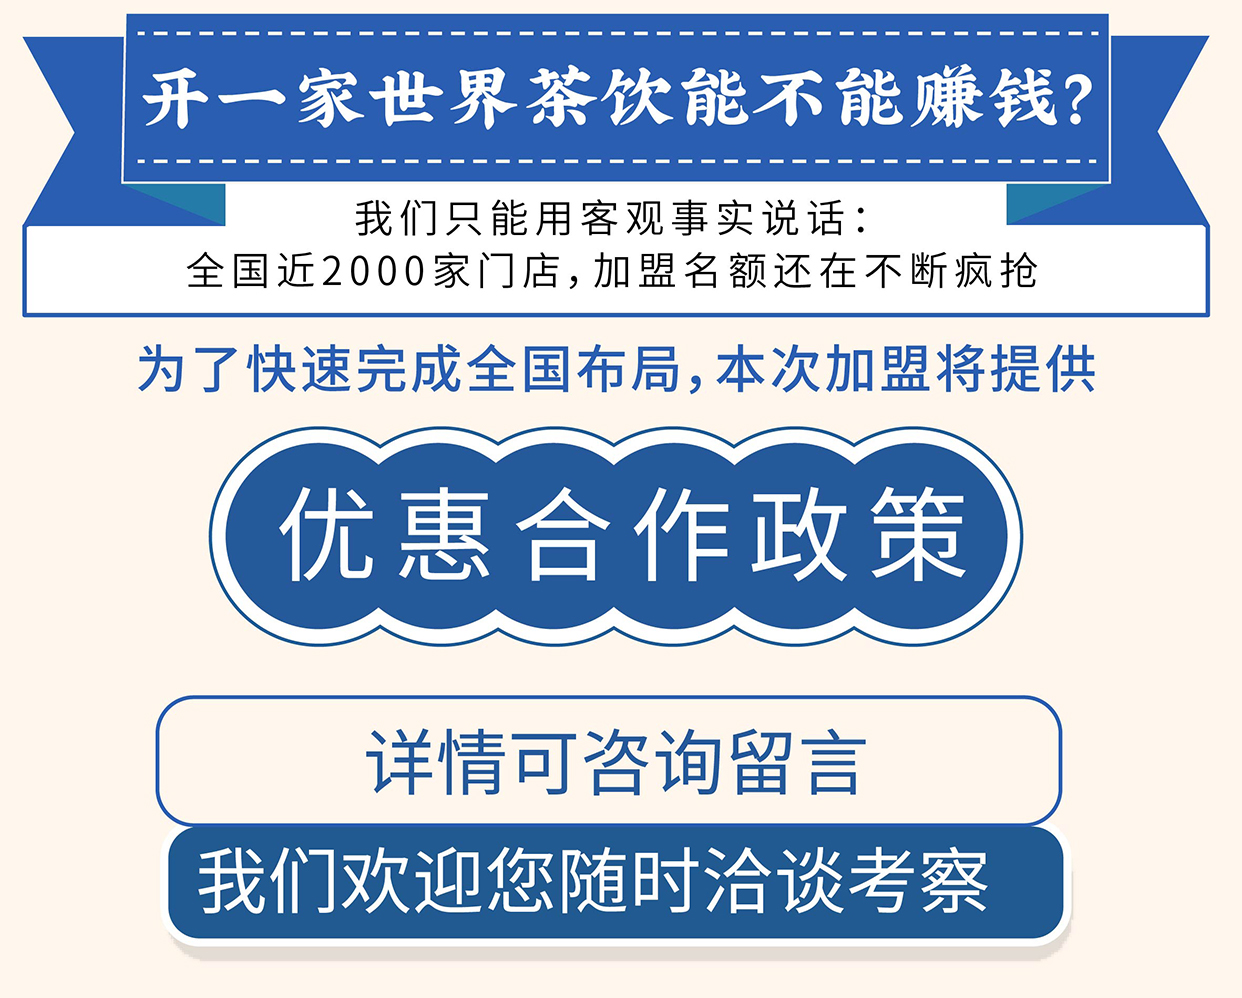 开一家世界茶饮能不能赚钱?
我们只能用客观事实说话：
全国近2000家门店，加盟名额还在不断疯抢
为了快速完成全国布局，本次加盟将提供
优惠合作政策
详情可咨询留言
我们欢迎您随时洽谈考察